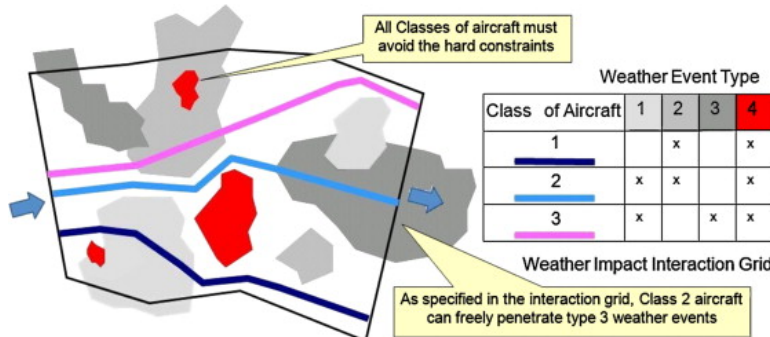 All Classes of aircraft must
avoid the hard constraints
Weather Event Type
Class of Aircraft 1 2 3 4
1 x x
2 x x x
3 x x x
Weather Impact Interaction Grid
As specified in the interaction grid, Class 2 aircraft
can freely penetrate type 3 weather events